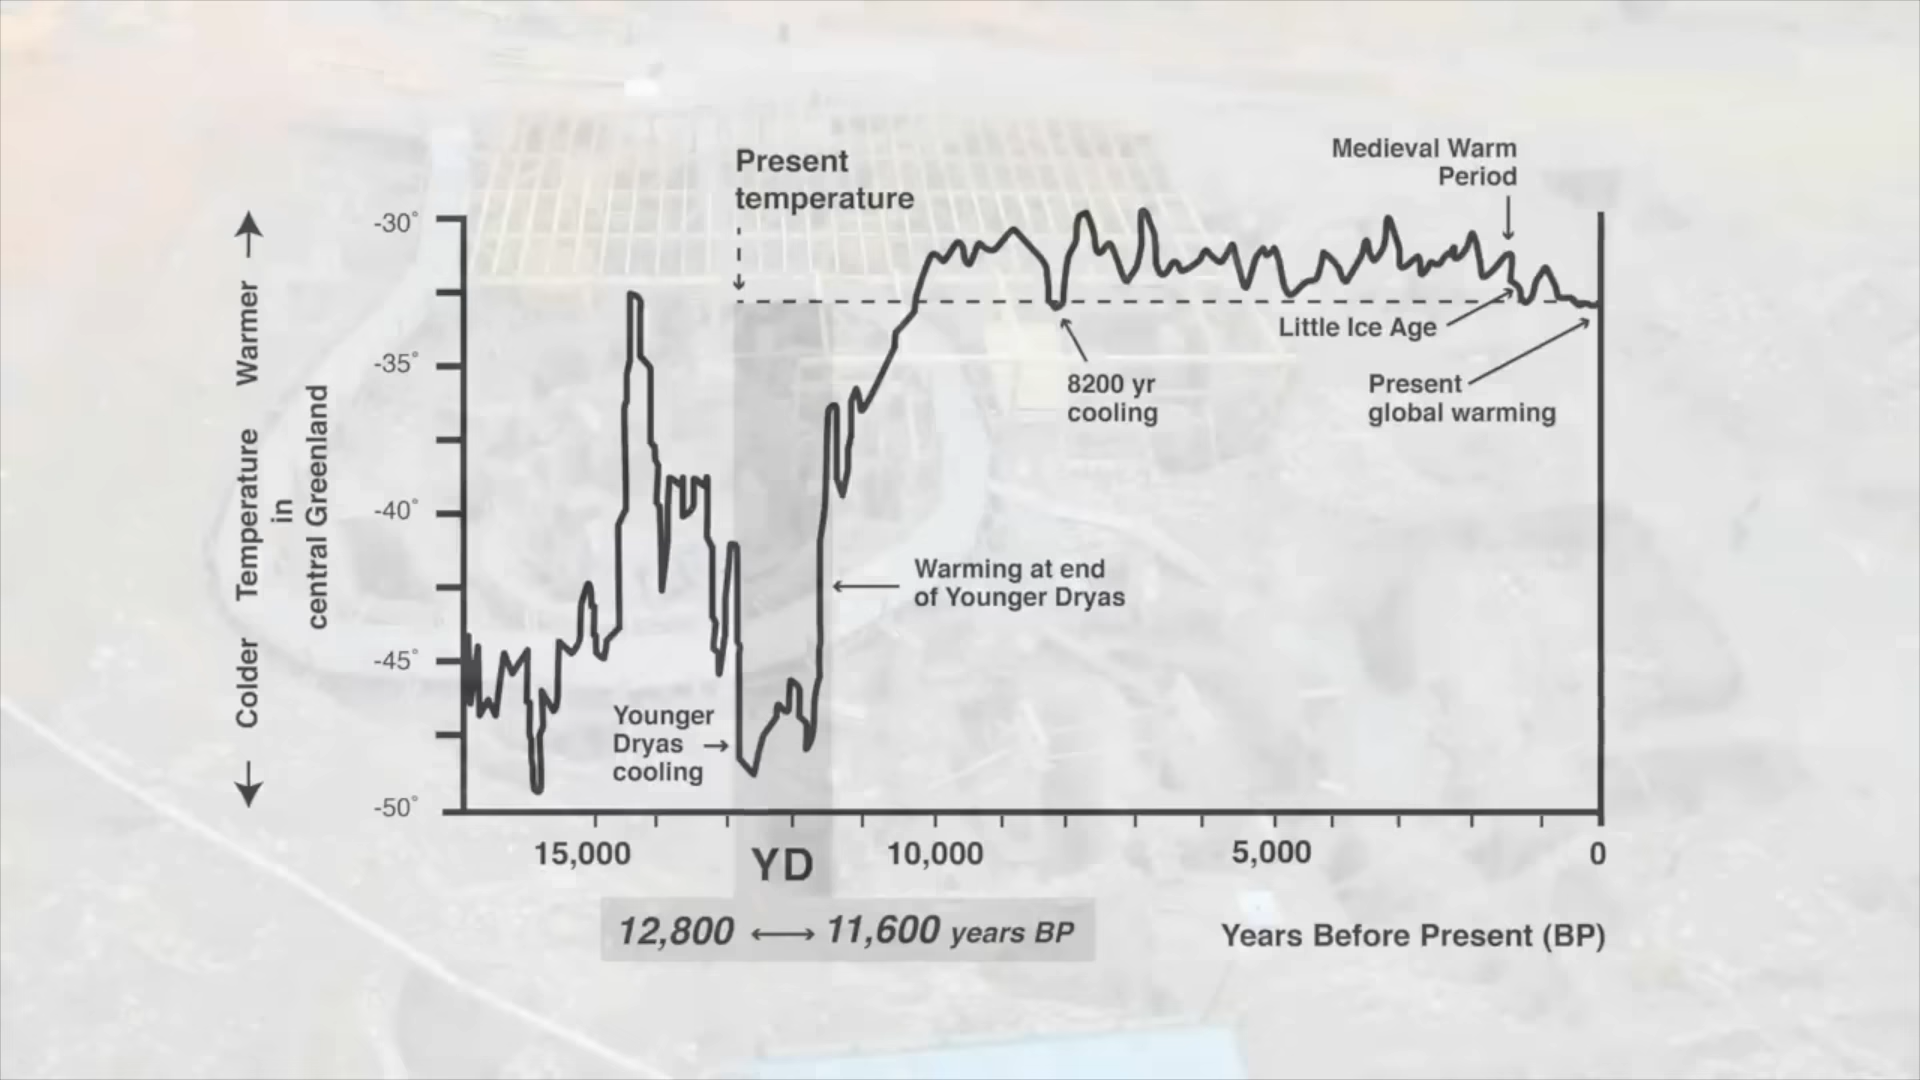 Present
temperature
Medieval Warm
Period
-30°
-35°
-40°
-45°
-50°
Colder Temperature Warmer
in
central Greenland
Little Ice Age
8200 yr
cooling
Present
global warming
Warming at end
of Younger Dryas
Younger
Dryas
cooling
15,000
YD
10,000
5,000
0
12,800 ⟷ 11,600 years BP
Years Before Present (BP)